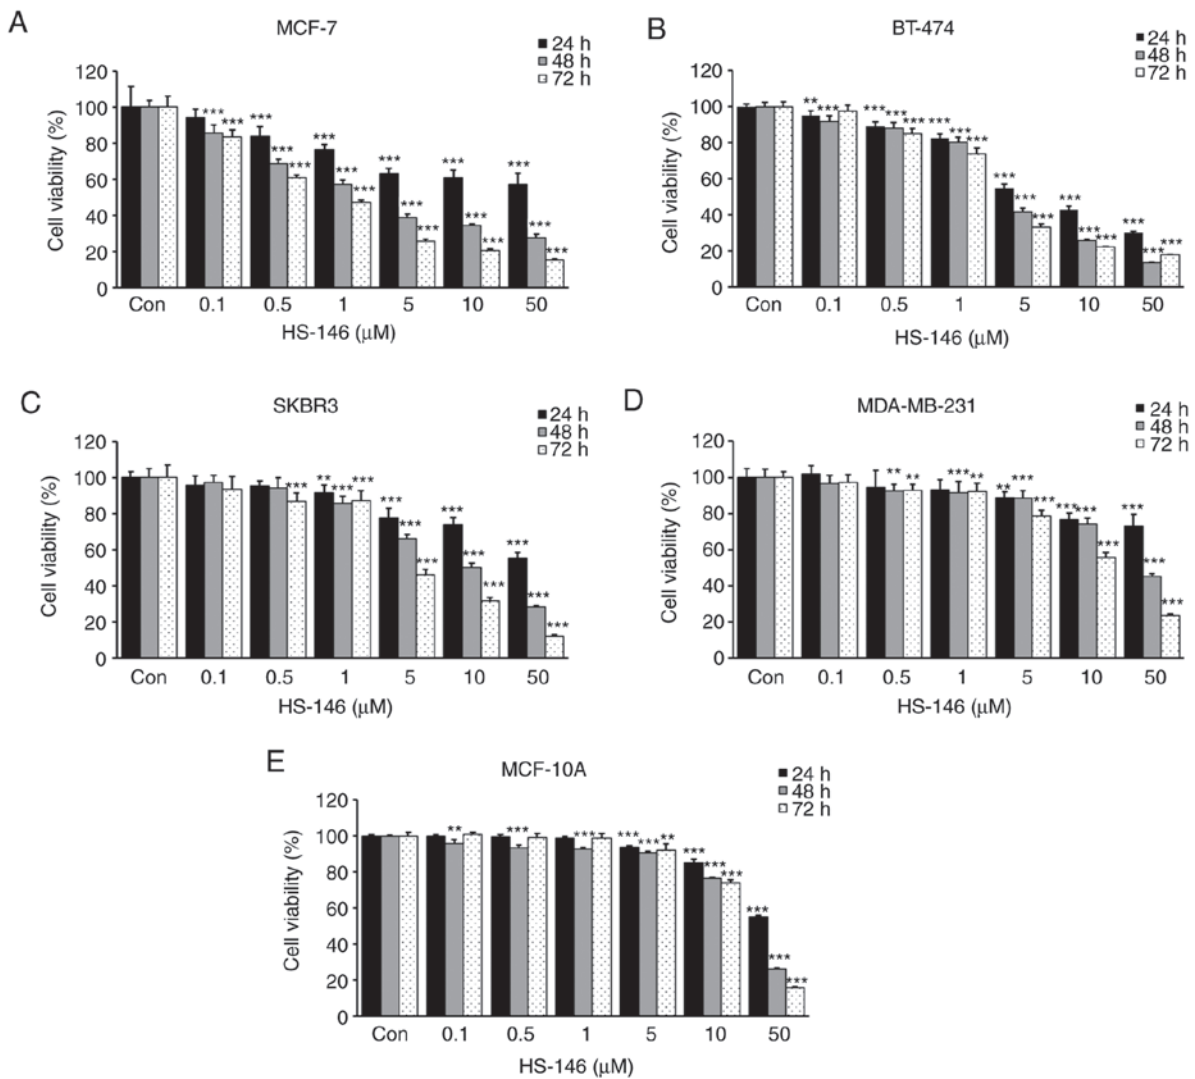 A
MCF-7
24 h
48 h
72 h
Cell viability (%)
120
100
80
60
40
20
0
*** *** *** *** *** *** *** *** *** *** *** *** *** *** *** *** ***
Con 0.1 0.5 1 5 10 50
HS-146 (μM)
B
BT-474
24 h
48 h
72 h
Cell viability (%)
120
100
80
60
40
20
0
** *** *** *** *** *** *** *** *** *** *** *** *** *** *** *** ***
Con 0.1 0.5 1 5 10 50
HS-146 (μM)
C
SKBR3
24 h
48 h
72 h
Cell viability (%)
120
100
80
60
40
20
0
*** ** *** *** *** *** *** *** *** *** *** *** ***
Con 0.1 0.5 1 5 10 50
HS-146 (μM)
D
MDA-MB-231
24 h
48 h
72 h
Cell viability (%)
120
100
80
60
40
20
0
** ** *** ** ** *** *** *** *** *** *** *** ***
Con 0.1 0.5 1 5 10 50
HS-146 (μM)
E
MCF-10A
24 h
48 h
72 h
Cell viability (%)
120
100
80
60
40
20
0
** *** *** *** *** ** *** *** *** *** *** ***
Con 0.1 0.5 1 5 10 50
HS-146 (μM)